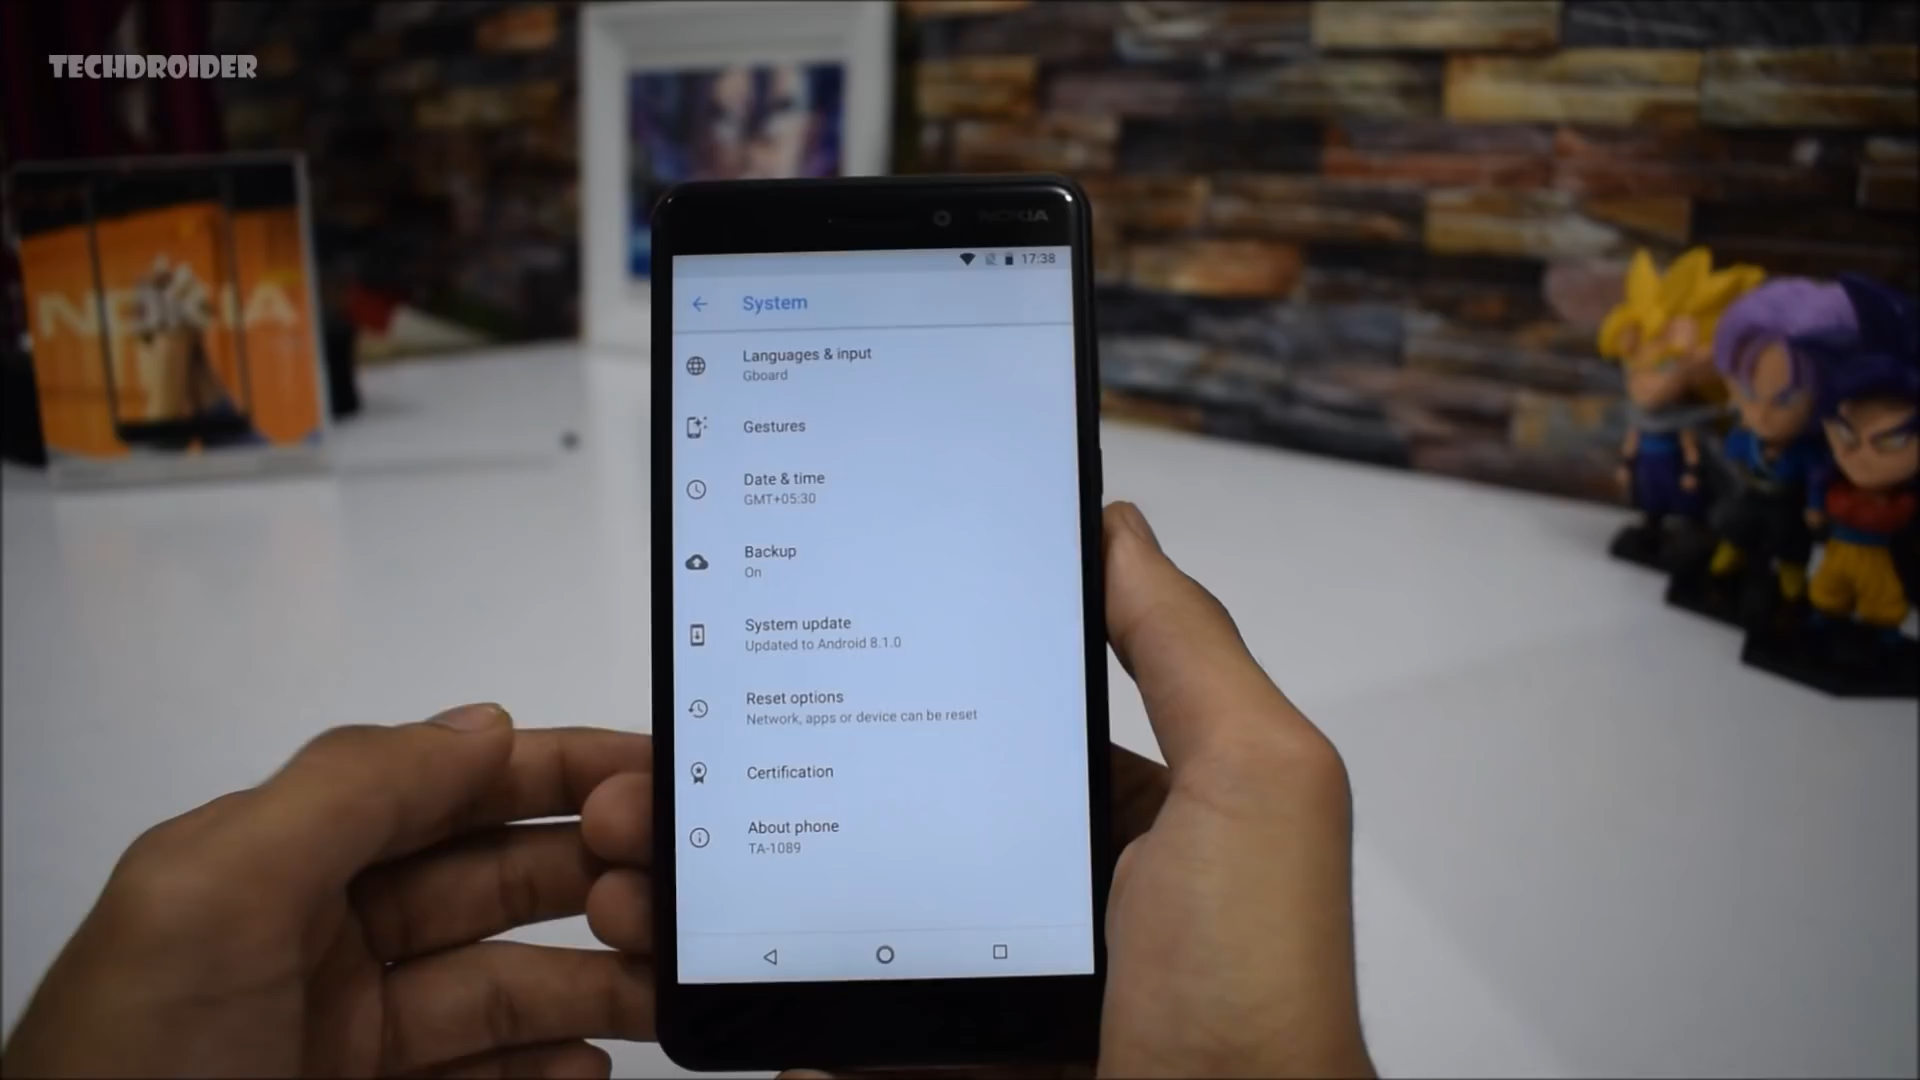 TECHDROIDER
NOKIA
NOKIA
17:38
System
Languages & input
Gboard
Gestures
Date & time
GMT+05:30
Backup
On
System update
Updated to Android 8.1.0
Reset options
Network, apps or device can be reset
Certification
About phone
TA-1089